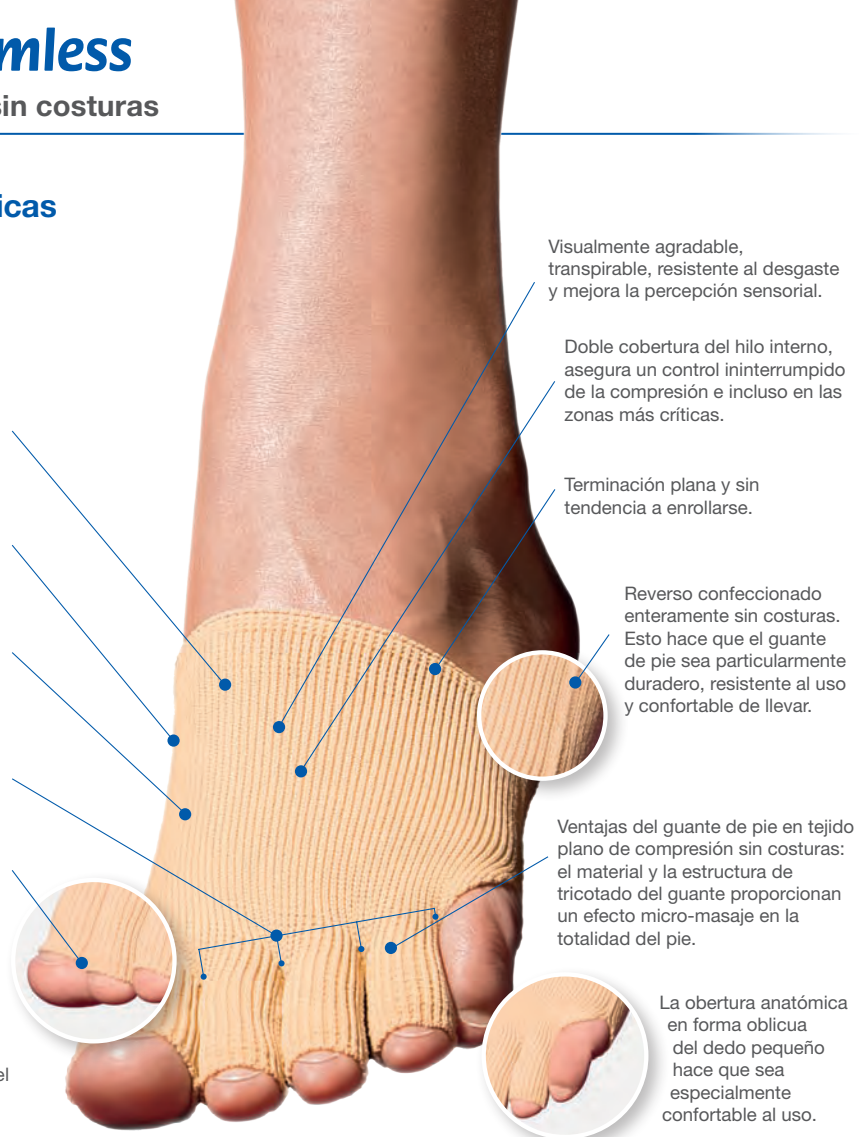 mless
sin costuras
icas
Visualmente agradable,
transpirable, resistente al desgaste
y mejora la percepción sensorial.
Doble cobertura del hilo interno,
asegura un control ininterrumpido
de la compresión e incluso en las
zonas más críticas.
Terminación plana y sin
tendencia a enrollarse.
Reverso confeccionado
enteramente sin costuras.
Esto hace que el guante
de pie sea particularmente
duradero, resistente al uso
y confortable de llevar.
Ventajas del guante de pie en tejido
plano de compresión sin costuras:
el material y la estructura de
tricotado del guante proporcionan
un efecto micro-masaje en la
totalidad del pie.
La obertura anatómica
en forma oblicua
del dedo pequeño
hace que sea
especialmente
confortable al uso.
el